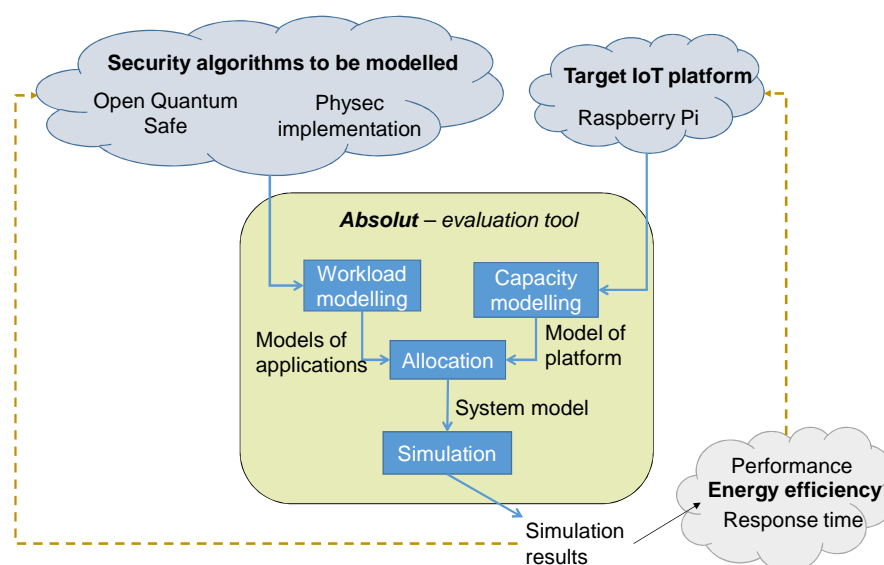 Security algorithms to be modelled
Open Quantum
Safe
Physec
implementation
Target IoT platform
Raspberry Pi
Absolut – evaluation tool
Workload
modelling
Capacity
modelling
Models of
applications
Model of
platform
Allocation
System model
Simulation
Simulation
results
Performance
Energy efficiency
Response time